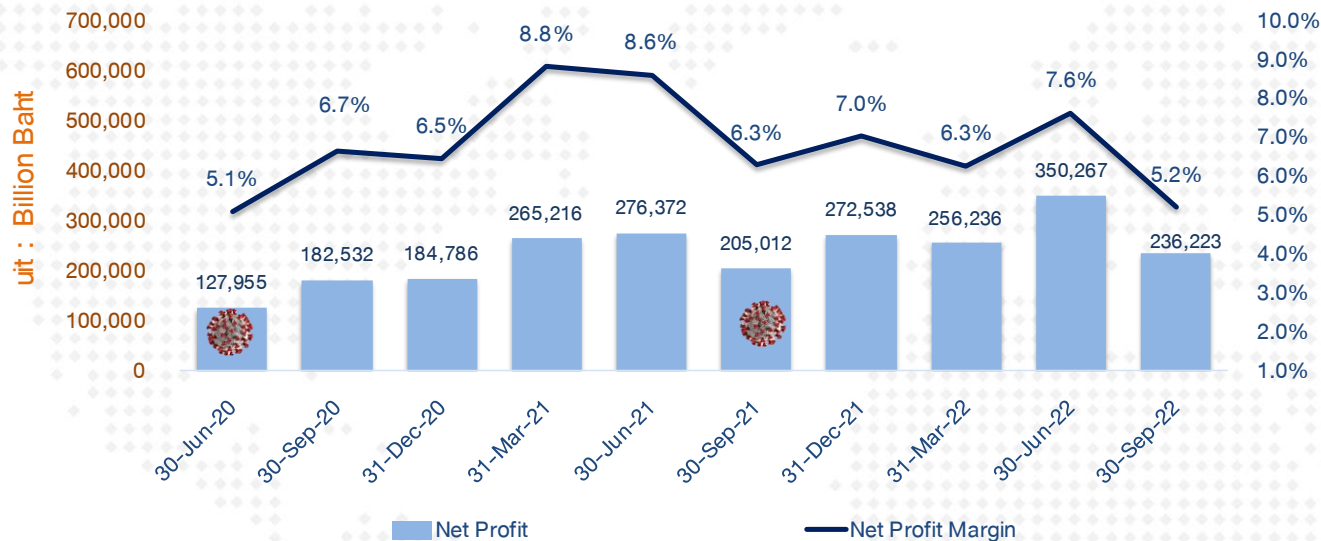 700,000
600,000
500,000
400,000
300,000
200,000
100,000
0
uit : Billion Baht
10.0%
9.0%
8.0%
7.0%
6.0%
5.0%
4.0%
3.0%
2.0%
1.0%
5.1%
6.7%
6.5%
8.8%
8.6%
6.3%
7.0%
6.3%
7.6%
5.2%
127,955
182,532
184,786
265,216
276,372
205,012
272,538
256,236
350,267
236,223
30-Jun-20
30-Sep-20
31-Dec-20
31-Mar-21
30-Jun-21
30-Sep-21
31-Dec-21
31-Mar-22
30-Jun-22
30-Sep-22
Net Profit
Net Profit Margin